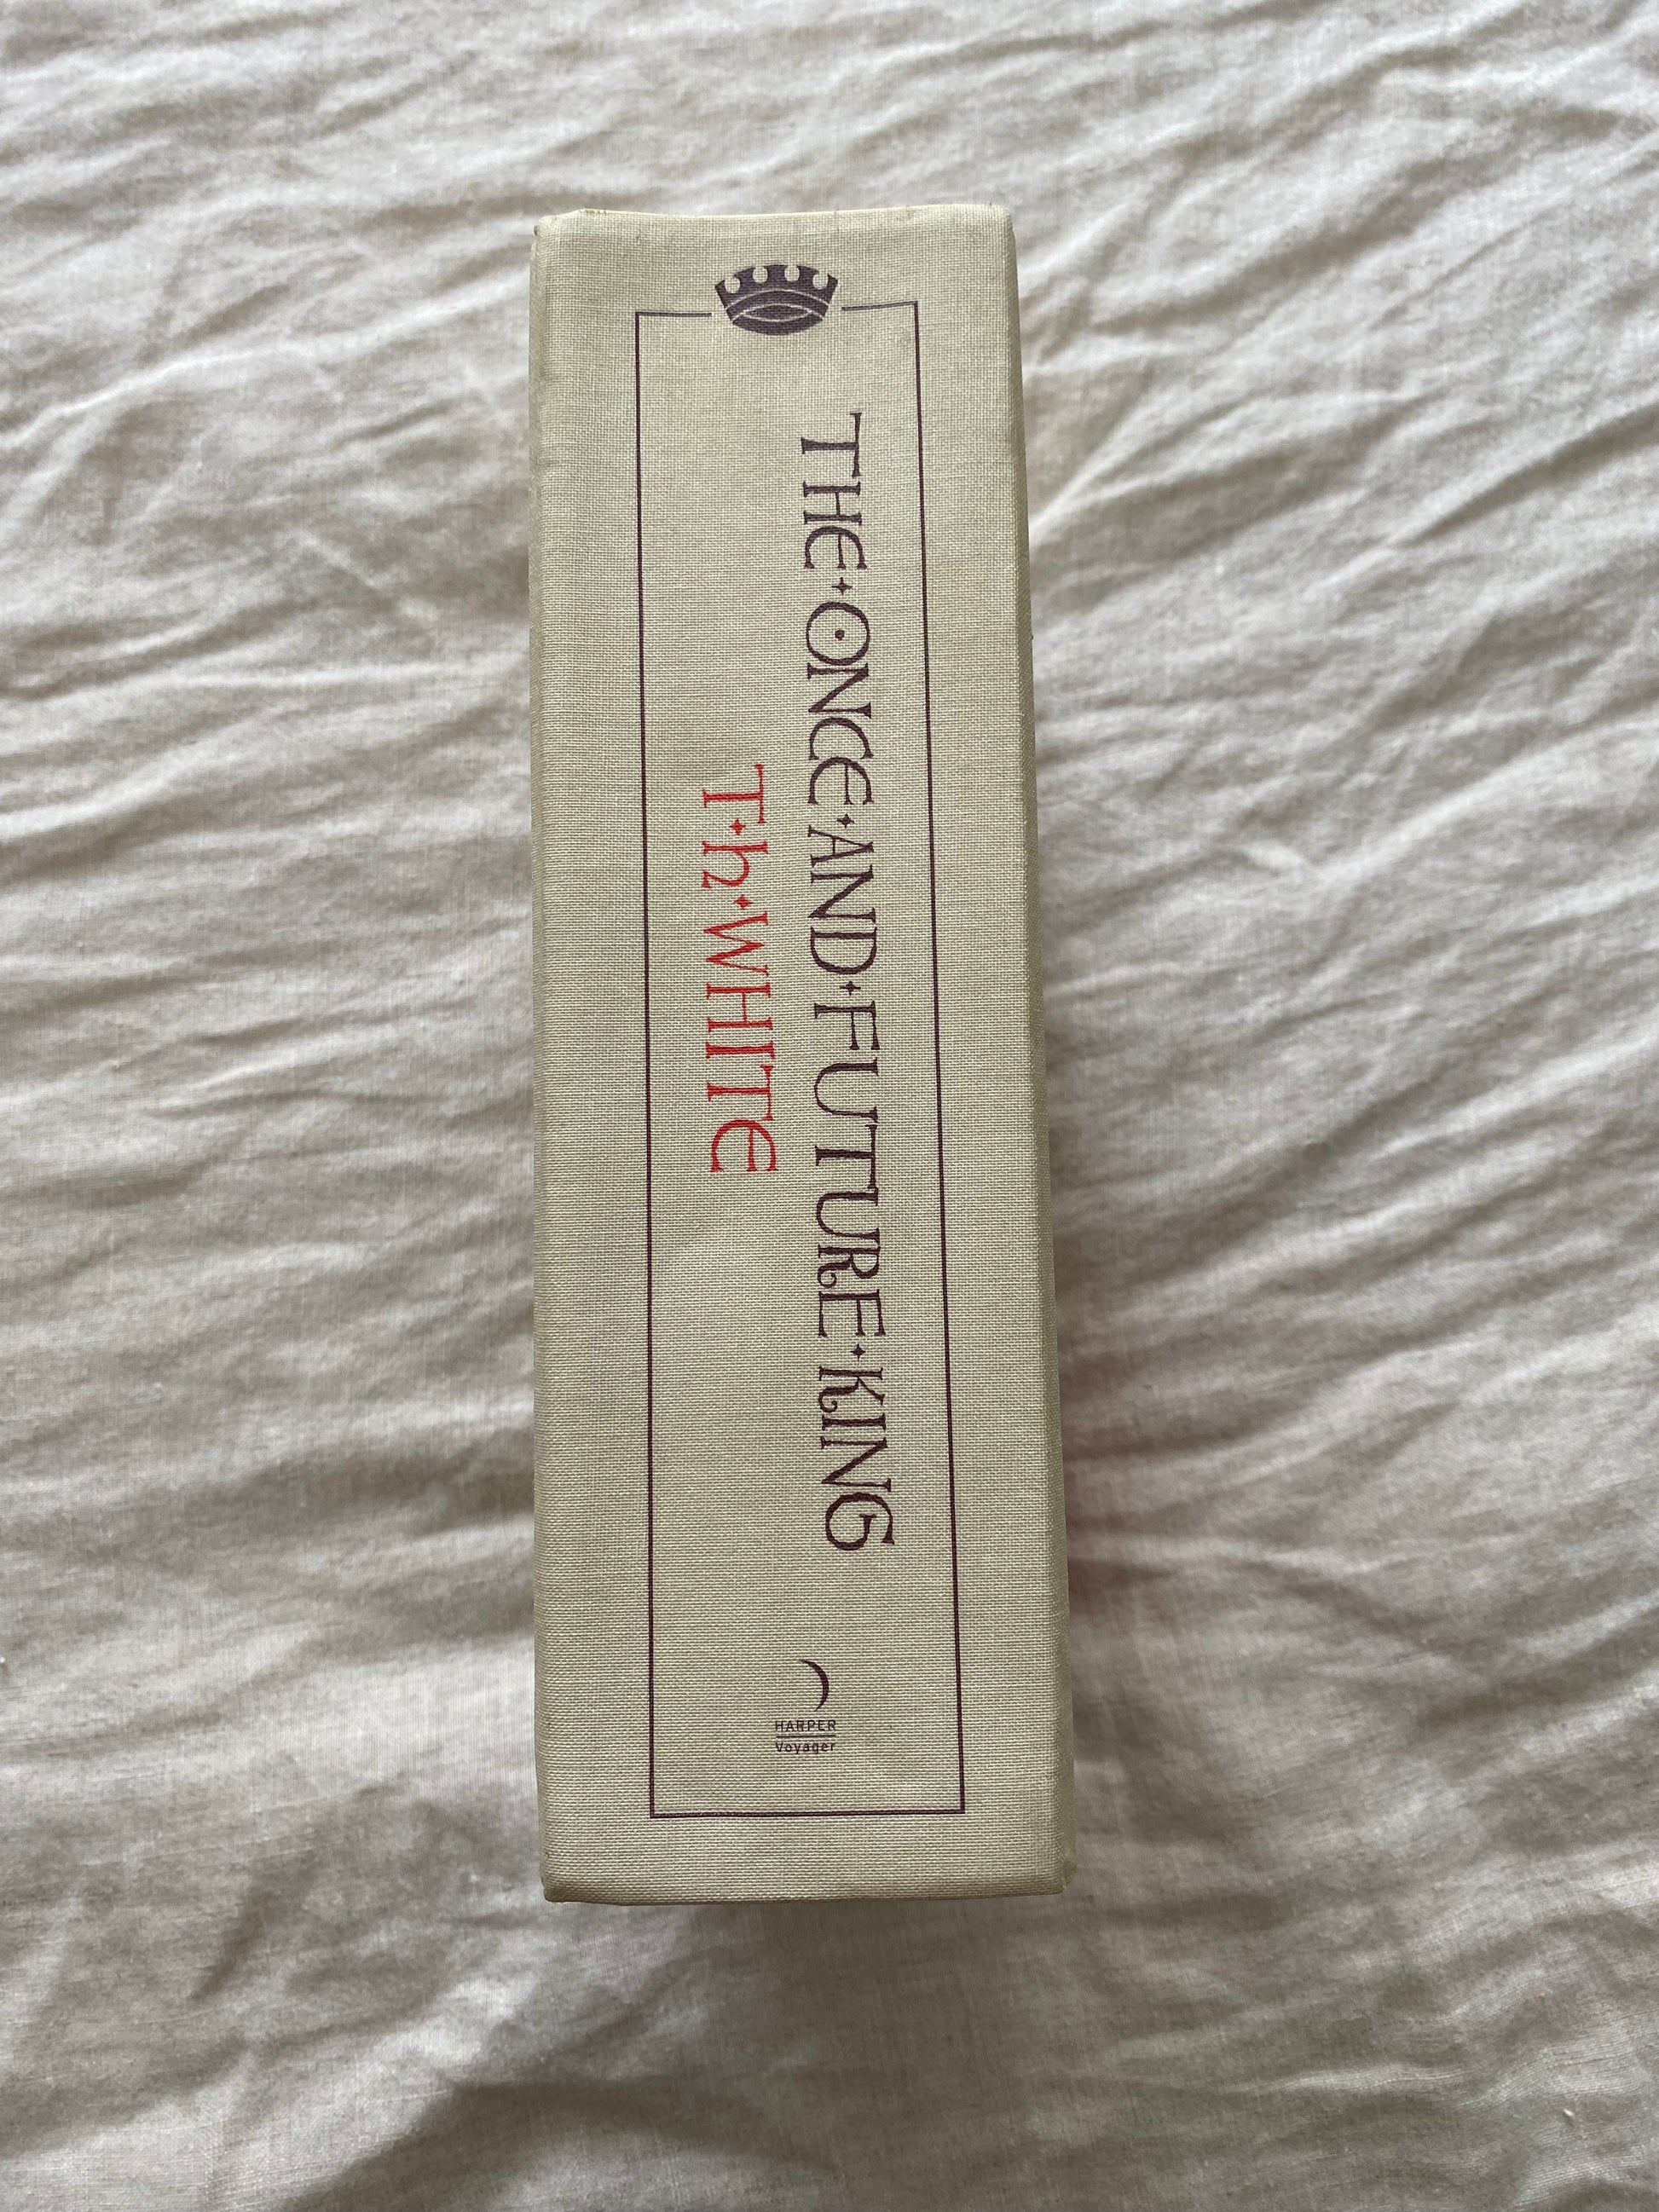 THE·ONCE·AND·FUTURE·KING
T·h·WHITE
HARPER
Voyager